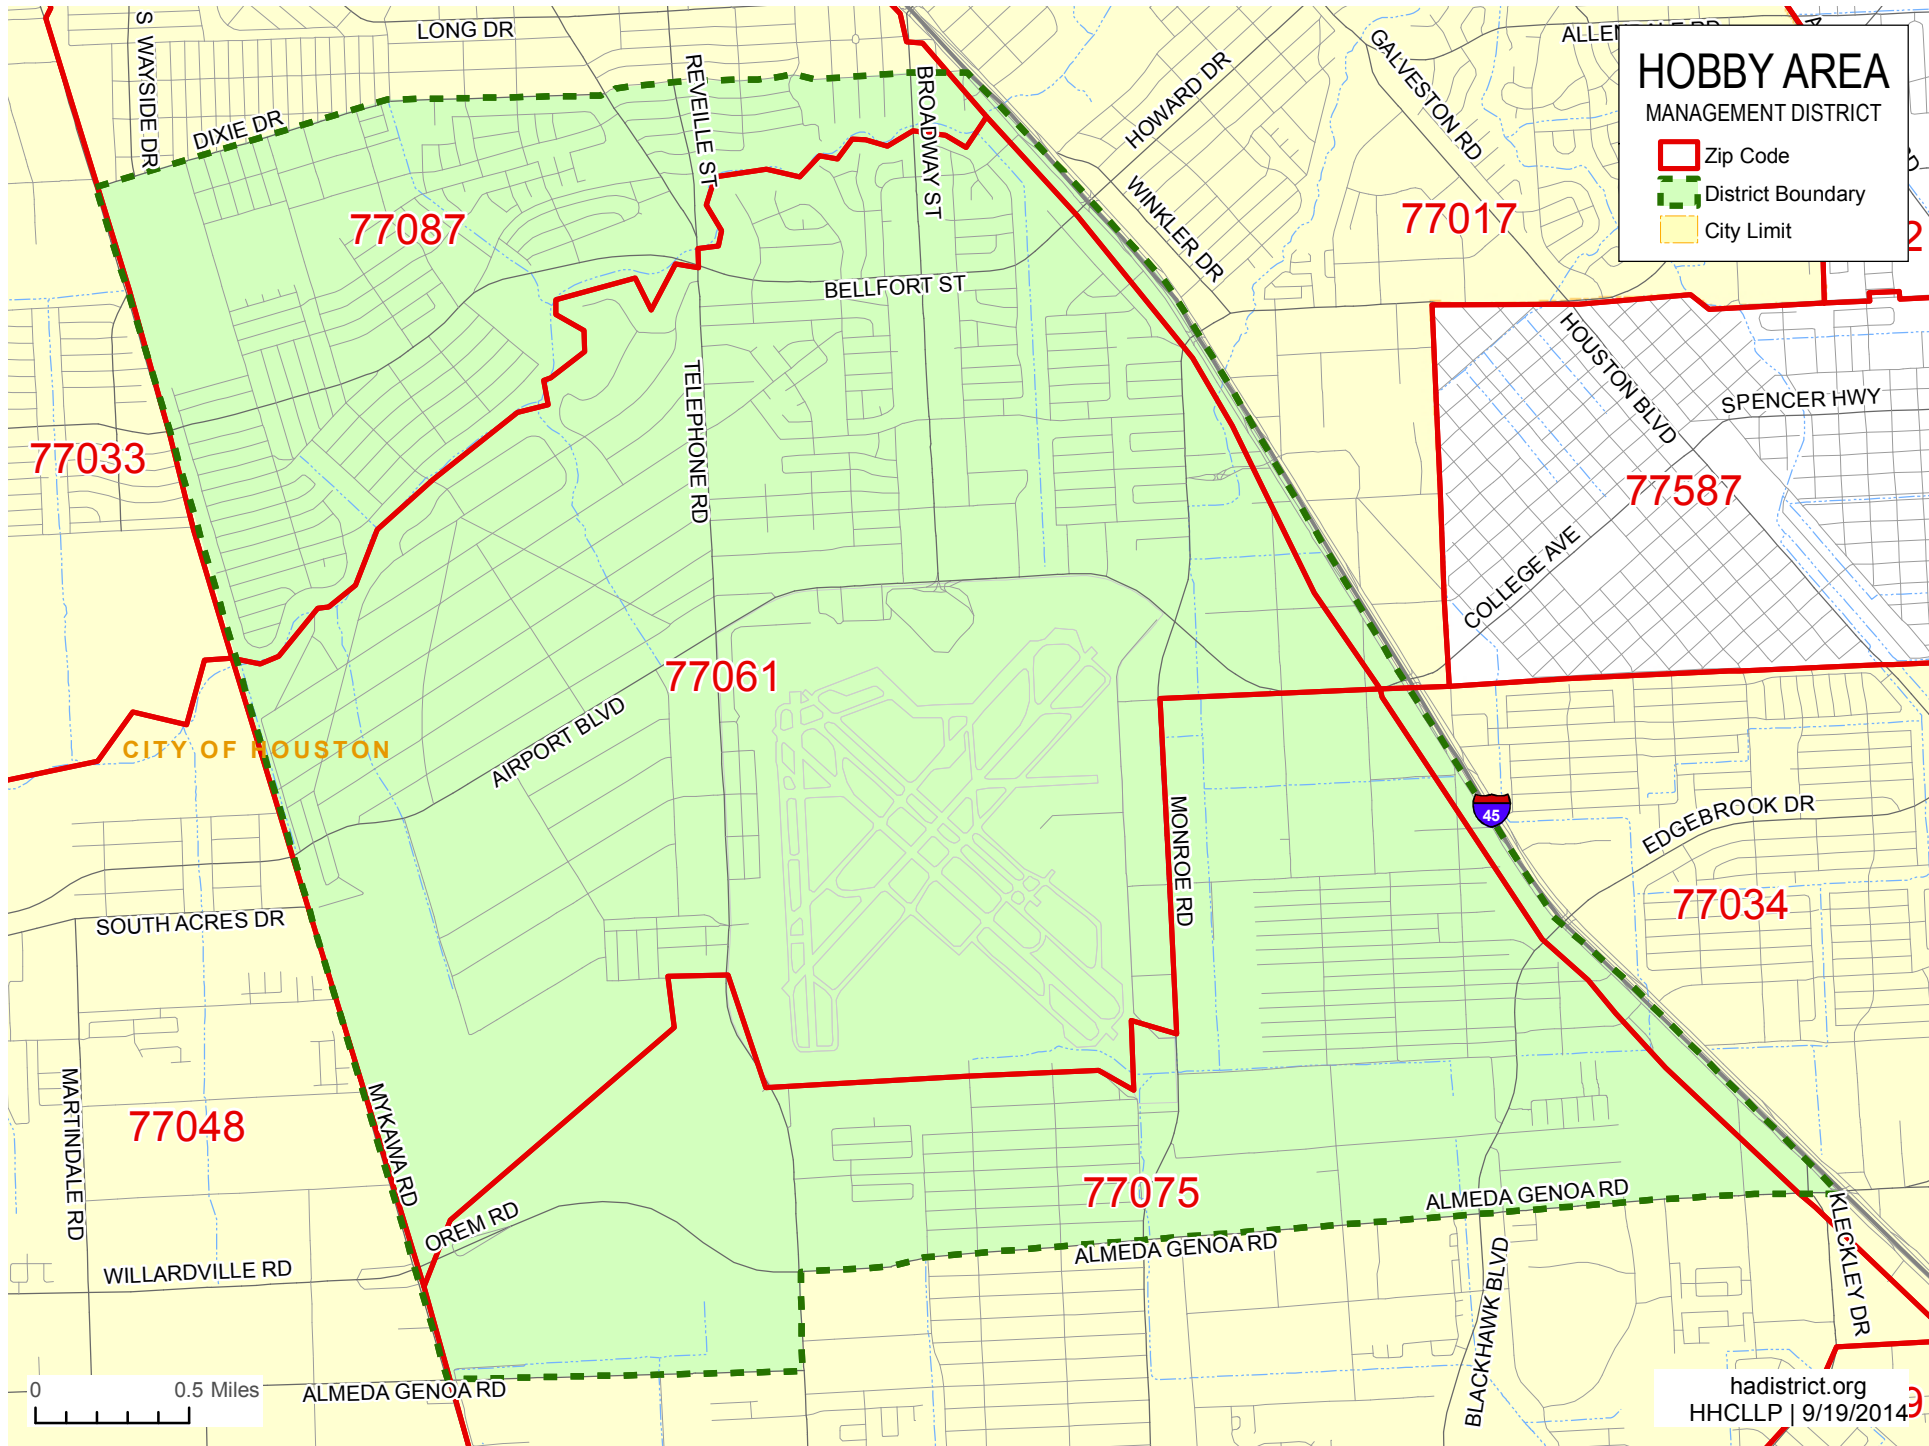 LONG DR
S WAYSIDE DR
DIXIE DR
REVEILLE ST
BROADWAY ST
HOWARD DR
GALVESTON RD
WINKLER DR
HOBBY AREA
MANAGEMENT DISTRICT
Zip Code
District Boundary
City Limit
77087
77017
BELLFORT ST
TELEPHONE RD
HOUSTON BLVD
SPENCER HWY
77033
77587
COLLEGE AVE
77061
AIRPORT BLVD
CITY OF HOUSTON
MONROE RD
45
EDGEBROOK DR
77034
SOUTH ACRES DR
MARTINDALE RD
77048
MYKAWA RD
OREM RD
77075
ALMEDA GENOA RD
ALMEDA GENOA RD
KLECKLEY DR
WILLARDVILLE RD
BLACKHAWK BLVD
0 0.5 Miles
ALMEDA GENOA RD
hadistrict.org
HHCLLP | 9/19/2014